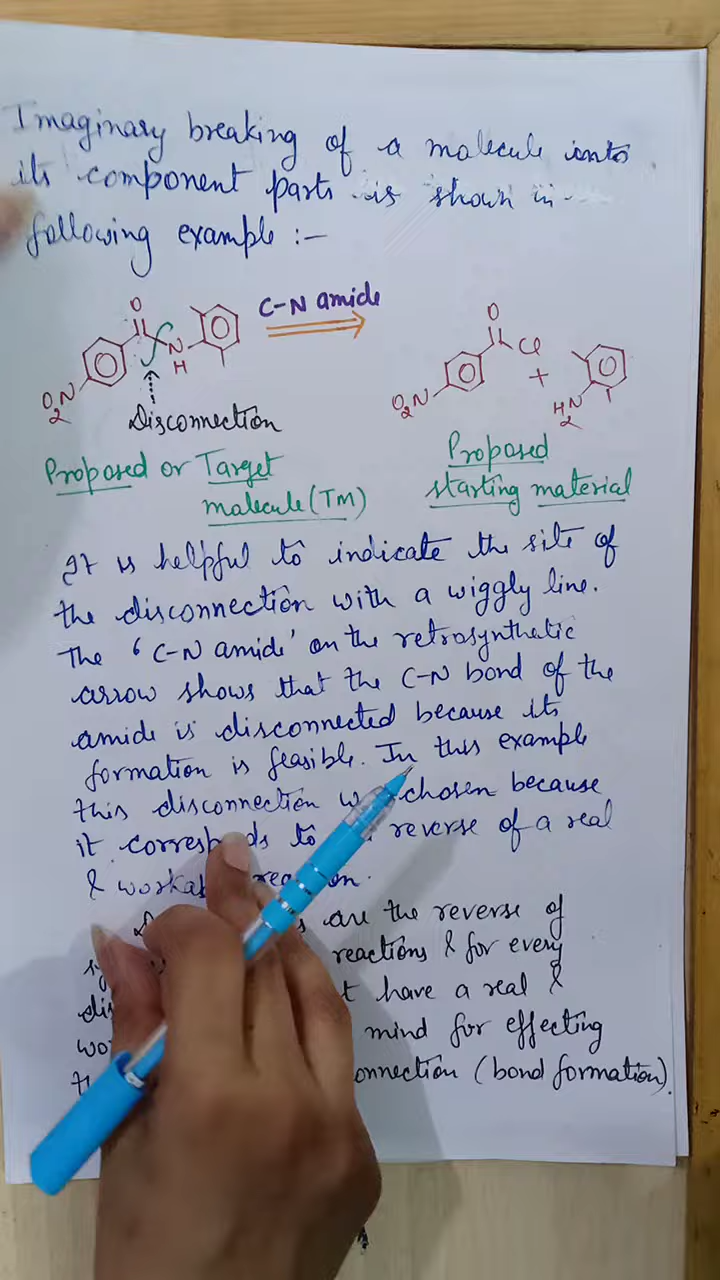 Imaginary breaking of a molecule into
its component parts is shown in
following example :-
O
C-N amide
N
H
O2N
Disconnection
O
Cl
+
O2N
H2N
Proposed or Target
molecule (TM)
Proposed
starting material
It is helpful to indicate the site of
the disconnection with a wiggly line.
The 'C-N amide' on the retrosynthetic
arrow shows that the C-N bond of the
amide is disconnected because its
formation is feasible. In this example
this disconnection chosen because
it corresponds to reverse of a real
&
are the reverse of
reactions & for every
have a real &
mind for effecting
(bond formation).